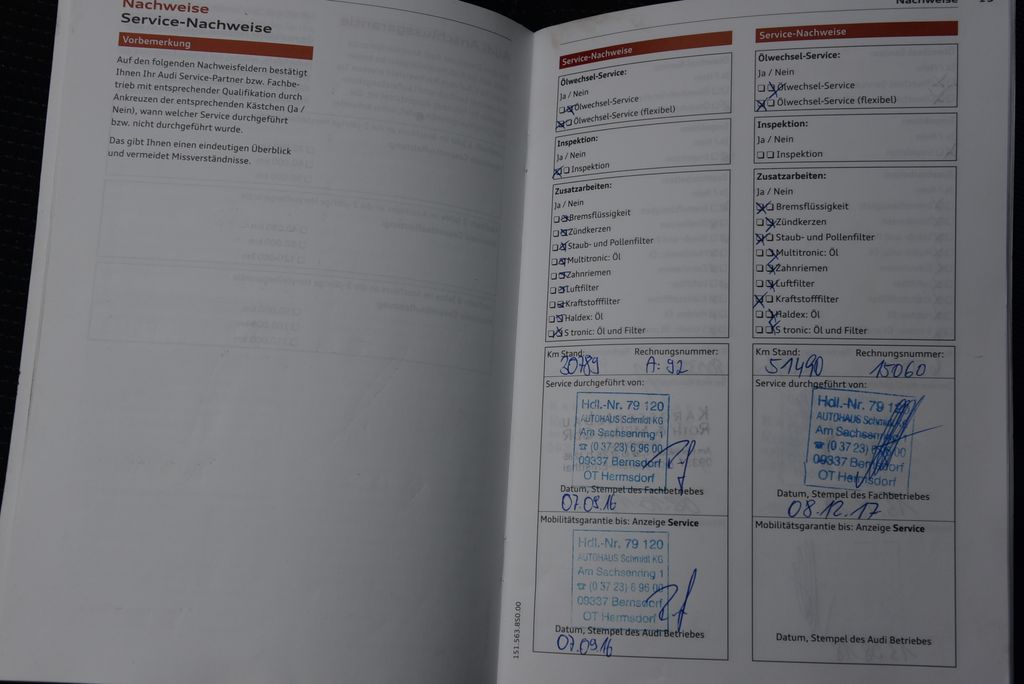 Nachweise
Service-Nachweise
Vorbemerkung
Auf den folgenden Nachweisfeldern bestätigt
Ihnen Ihr Audi Service-Partner bzw. Fachbe-
trieb mit entsprechender Qualifikation durch
Ankreuzen der entsprechenden Kästchen (Ja /
Nein), wann welcher Service durchgeführt
bzw. nicht durchgeführt wurde.
Das gibt Ihnen einen eindeutigen Überblick
und vermeidet Missverständnisse.
Nachweise
Service-Nachweise
Ölwechsel-Service:
Ja / Nein
Ölwechsel-Service
Ölwechsel-Service (flexibel)
Inspektion:
Ja / Nein
Inspektion
Zusatzarbeiten:
Ja / Nein
Bremsflüssigkeit
Zündkerzen
Staub- und Pollenfilter
Multitronic: Öl
Zahnriemen
Luftfilter
Kraftstofffilter
Haldex: Öl
S tronic: Öl und Filter
Km Stand: Rechnungsnummer:
30789 A: 92
Service durchgeführt von:
Hdl.-Nr. 79 120
AUTOHAUS Schmidt KG
Am Sachsenring 1
☎ (0 37 23) 6 96 00
09337 Bernsdorf
OT Hermsdorf
Datum, Stempel des Fachbetriebes
07.09.16
Mobilitätsgarantie bis: Anzeige Service
Hdl.-Nr. 79 120
AUTOHAUS Schmidt KG
Am Sachsenring 1
☎ (0 37 23) 6 96 00
09337 Bernsdorf
OT Hermsdorf
Datum, Stempel des Audi Betriebes
07.09.16
151.563.850.00
Service-Nachweise
Ölwechsel-Service:
Ja / Nein
Ölwechsel-Service
Ölwechsel-Service (flexibel)
Inspektion:
Ja / Nein
Inspektion
Zusatzarbeiten:
Ja / Nein
Bremsflüssigkeit
Zündkerzen
Staub- und Pollenfilter
Multitronic: Öl
Zahnriemen
Luftfilter
Kraftstofffilter
Haldex: Öl
S tronic: Öl und Filter
Km Stand: Rechnungsnummer:
51490 15060
Service durchgeführt von:
Hdl.-Nr. 79 120
AUTOHAUS Schmidt KG
Am Sachsenring
☎ (0 37 23) 6 96 00
09337 Bernsdorf
OT Hermsdorf
Datum, Stempel des Fachbetriebes
08.12.17
Mobilitätsgarantie bis: Anzeige Service
Datum, Stempel des Audi Betriebes